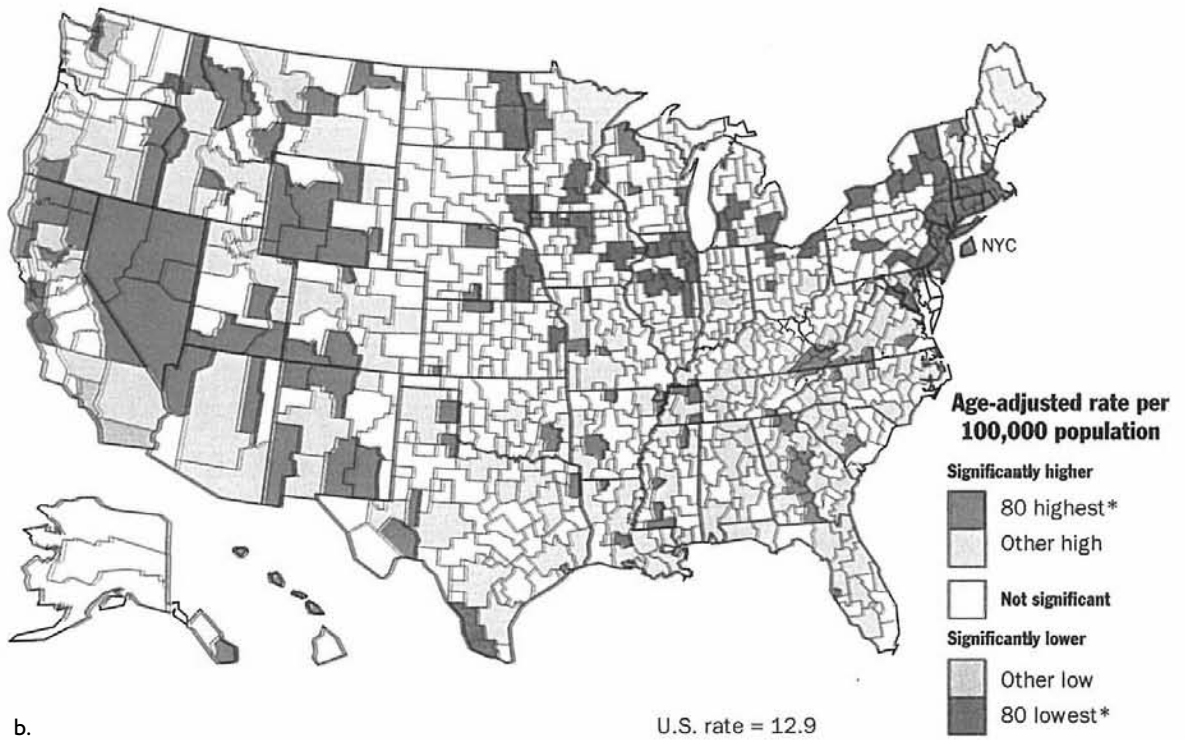 NYC
Age-adjusted rate per
100,000 population
Significantly higher
80 highest*
Other high
Not significant
Significantly lower
Other low
80 lowest*
b.
U.S. rate = 12.9